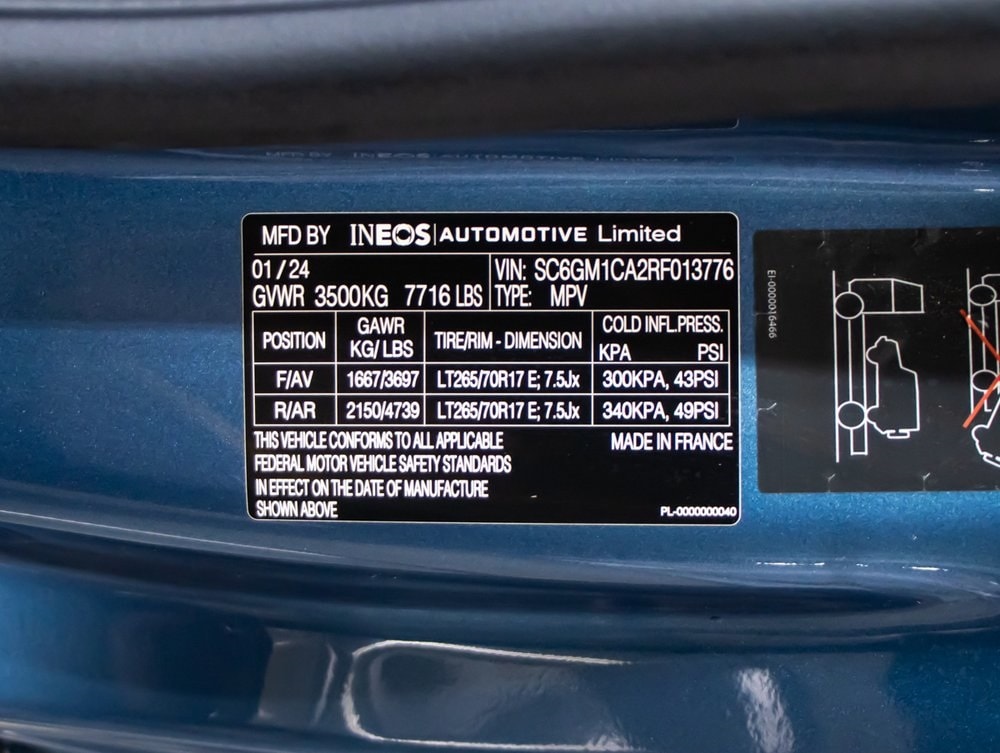 MFD BY INEOS AUTOMOTIVE Limited
01 / 24
VIN: SC6GM1CA2RF013776
GVWR 3500KG 7716 LBS
TYPE: MPV
POSITION
GAWR
KG/ LBS
TIRE/RIM - DIMENSION
COLD INFL.PRESS.
KPA PSI
F/AV 1667/3697 LT265/70R17 E; 7.5Jx 300KPA, 43PSI
R/AR 2150/4739 LT265/70R17 E; 7.5Jx 340KPA, 49PSI
THIS VEHICLE CONFORMS TO ALL APPLICABLE
MADE IN FRANCE
FEDERAL MOTOR VEHICLE SAFETY STANDARDS
IN EFFECT ON THE DATE OF MANUFACTURE
SHOWN ABOVE
PL-0000000040
EI-0000016466